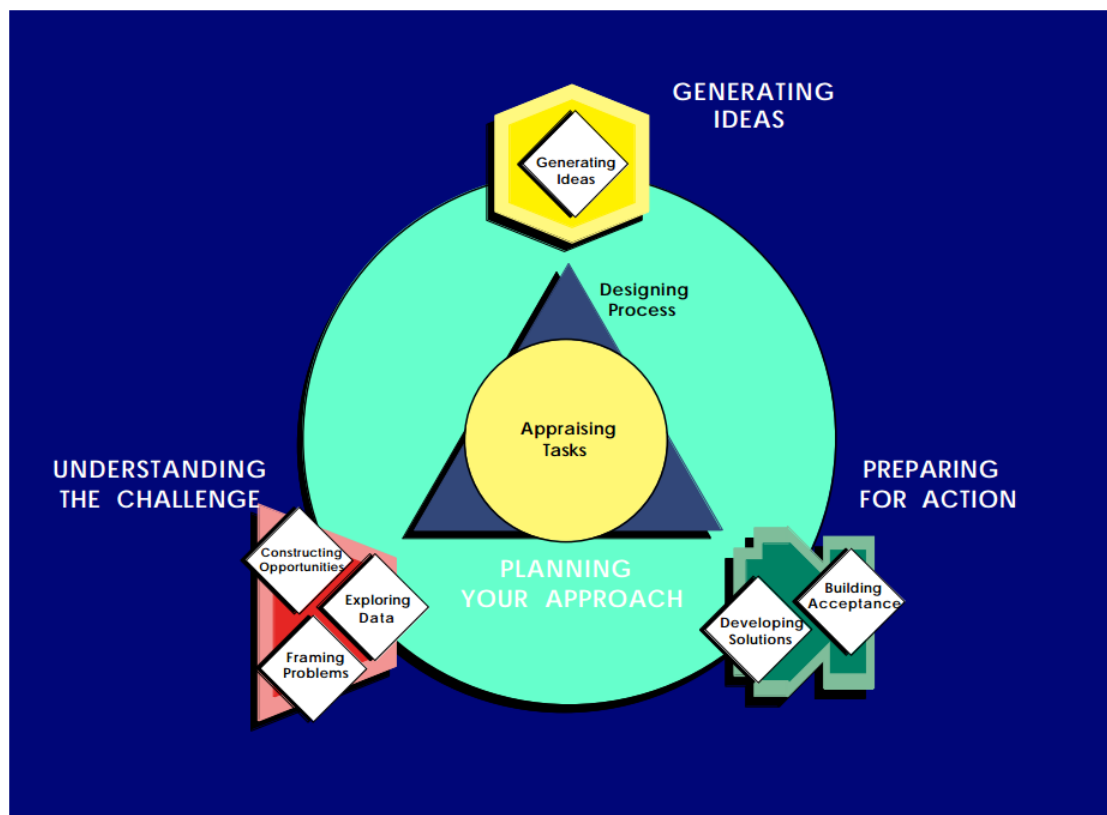 GENERATING
IDEAS
Generating
Ideas
Designing
Process
Appraising
Tasks
UNDERSTANDING
THE CHALLENGE
PREPARING
FOR ACTION
Constructing
Opportunities
Exploring
Data
Framing
Problems
PLANNING
YOUR APPROACH
Building
Acceptance
Developing
Solutions